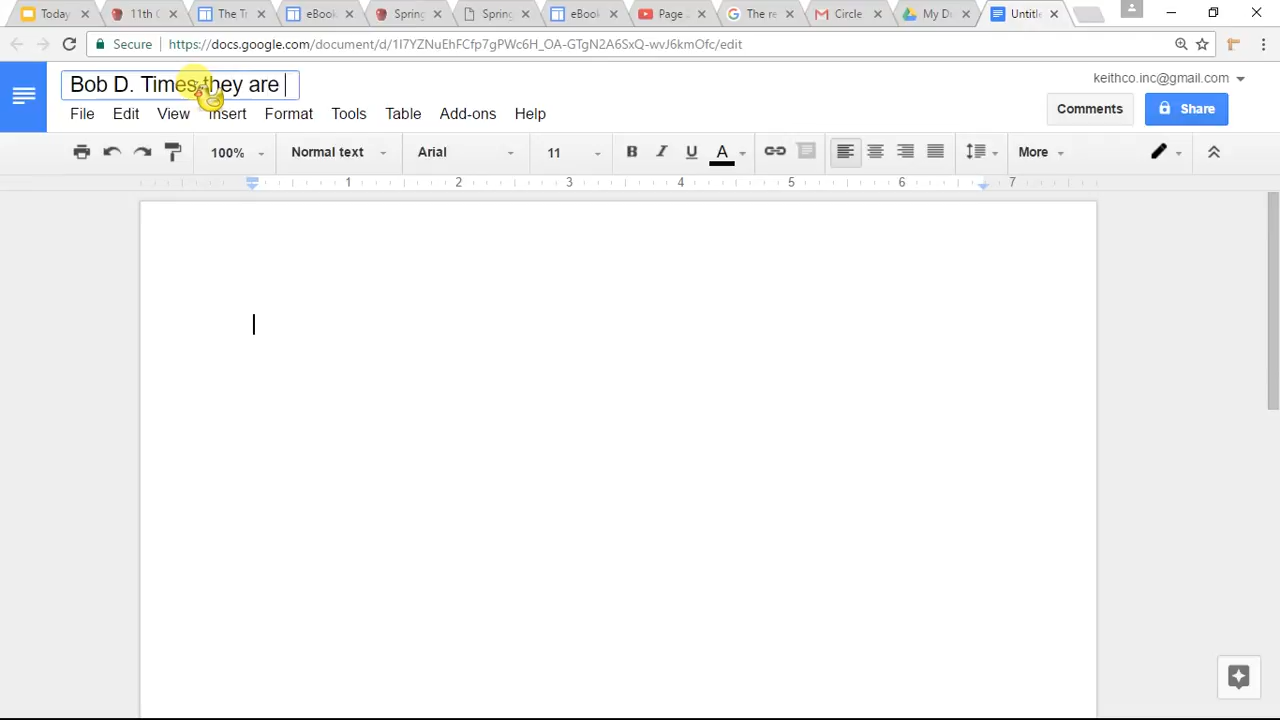 Today
11th G
The Tr
eBook
Spring
Spring
eBook
Page
The re
Gmail Circle
My D
Untitle
Secure https://docs.google.com/document/d/1I7YZNuEhFCfp7gPWc6H_OA-GTgN2A6SxQ-wvJ6kmOfc/edit
Bob D. Times they are
keithco.inc@gmail.com
File Edit View Insert Format Tools Table Add-ons Help
Comments Share
100% Normal text Arial 11 B I U A More
1 2 3 4 5 6 7